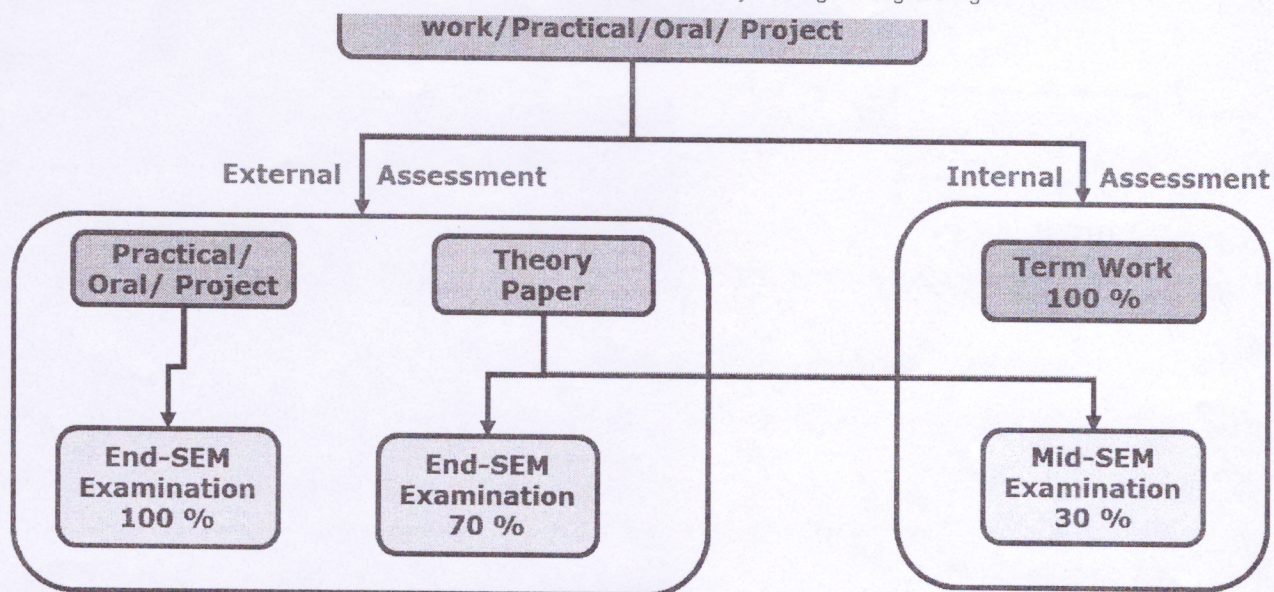 work/Practical/Oral/ Project
External Assessment
Internal Assessment
Practical/
Oral/ Project
Theory
Paper
Term Work
100 %
End-SEM
Examination
100 %
End-SEM
Examination
70 %
Mid-SEM
Examination
30 %